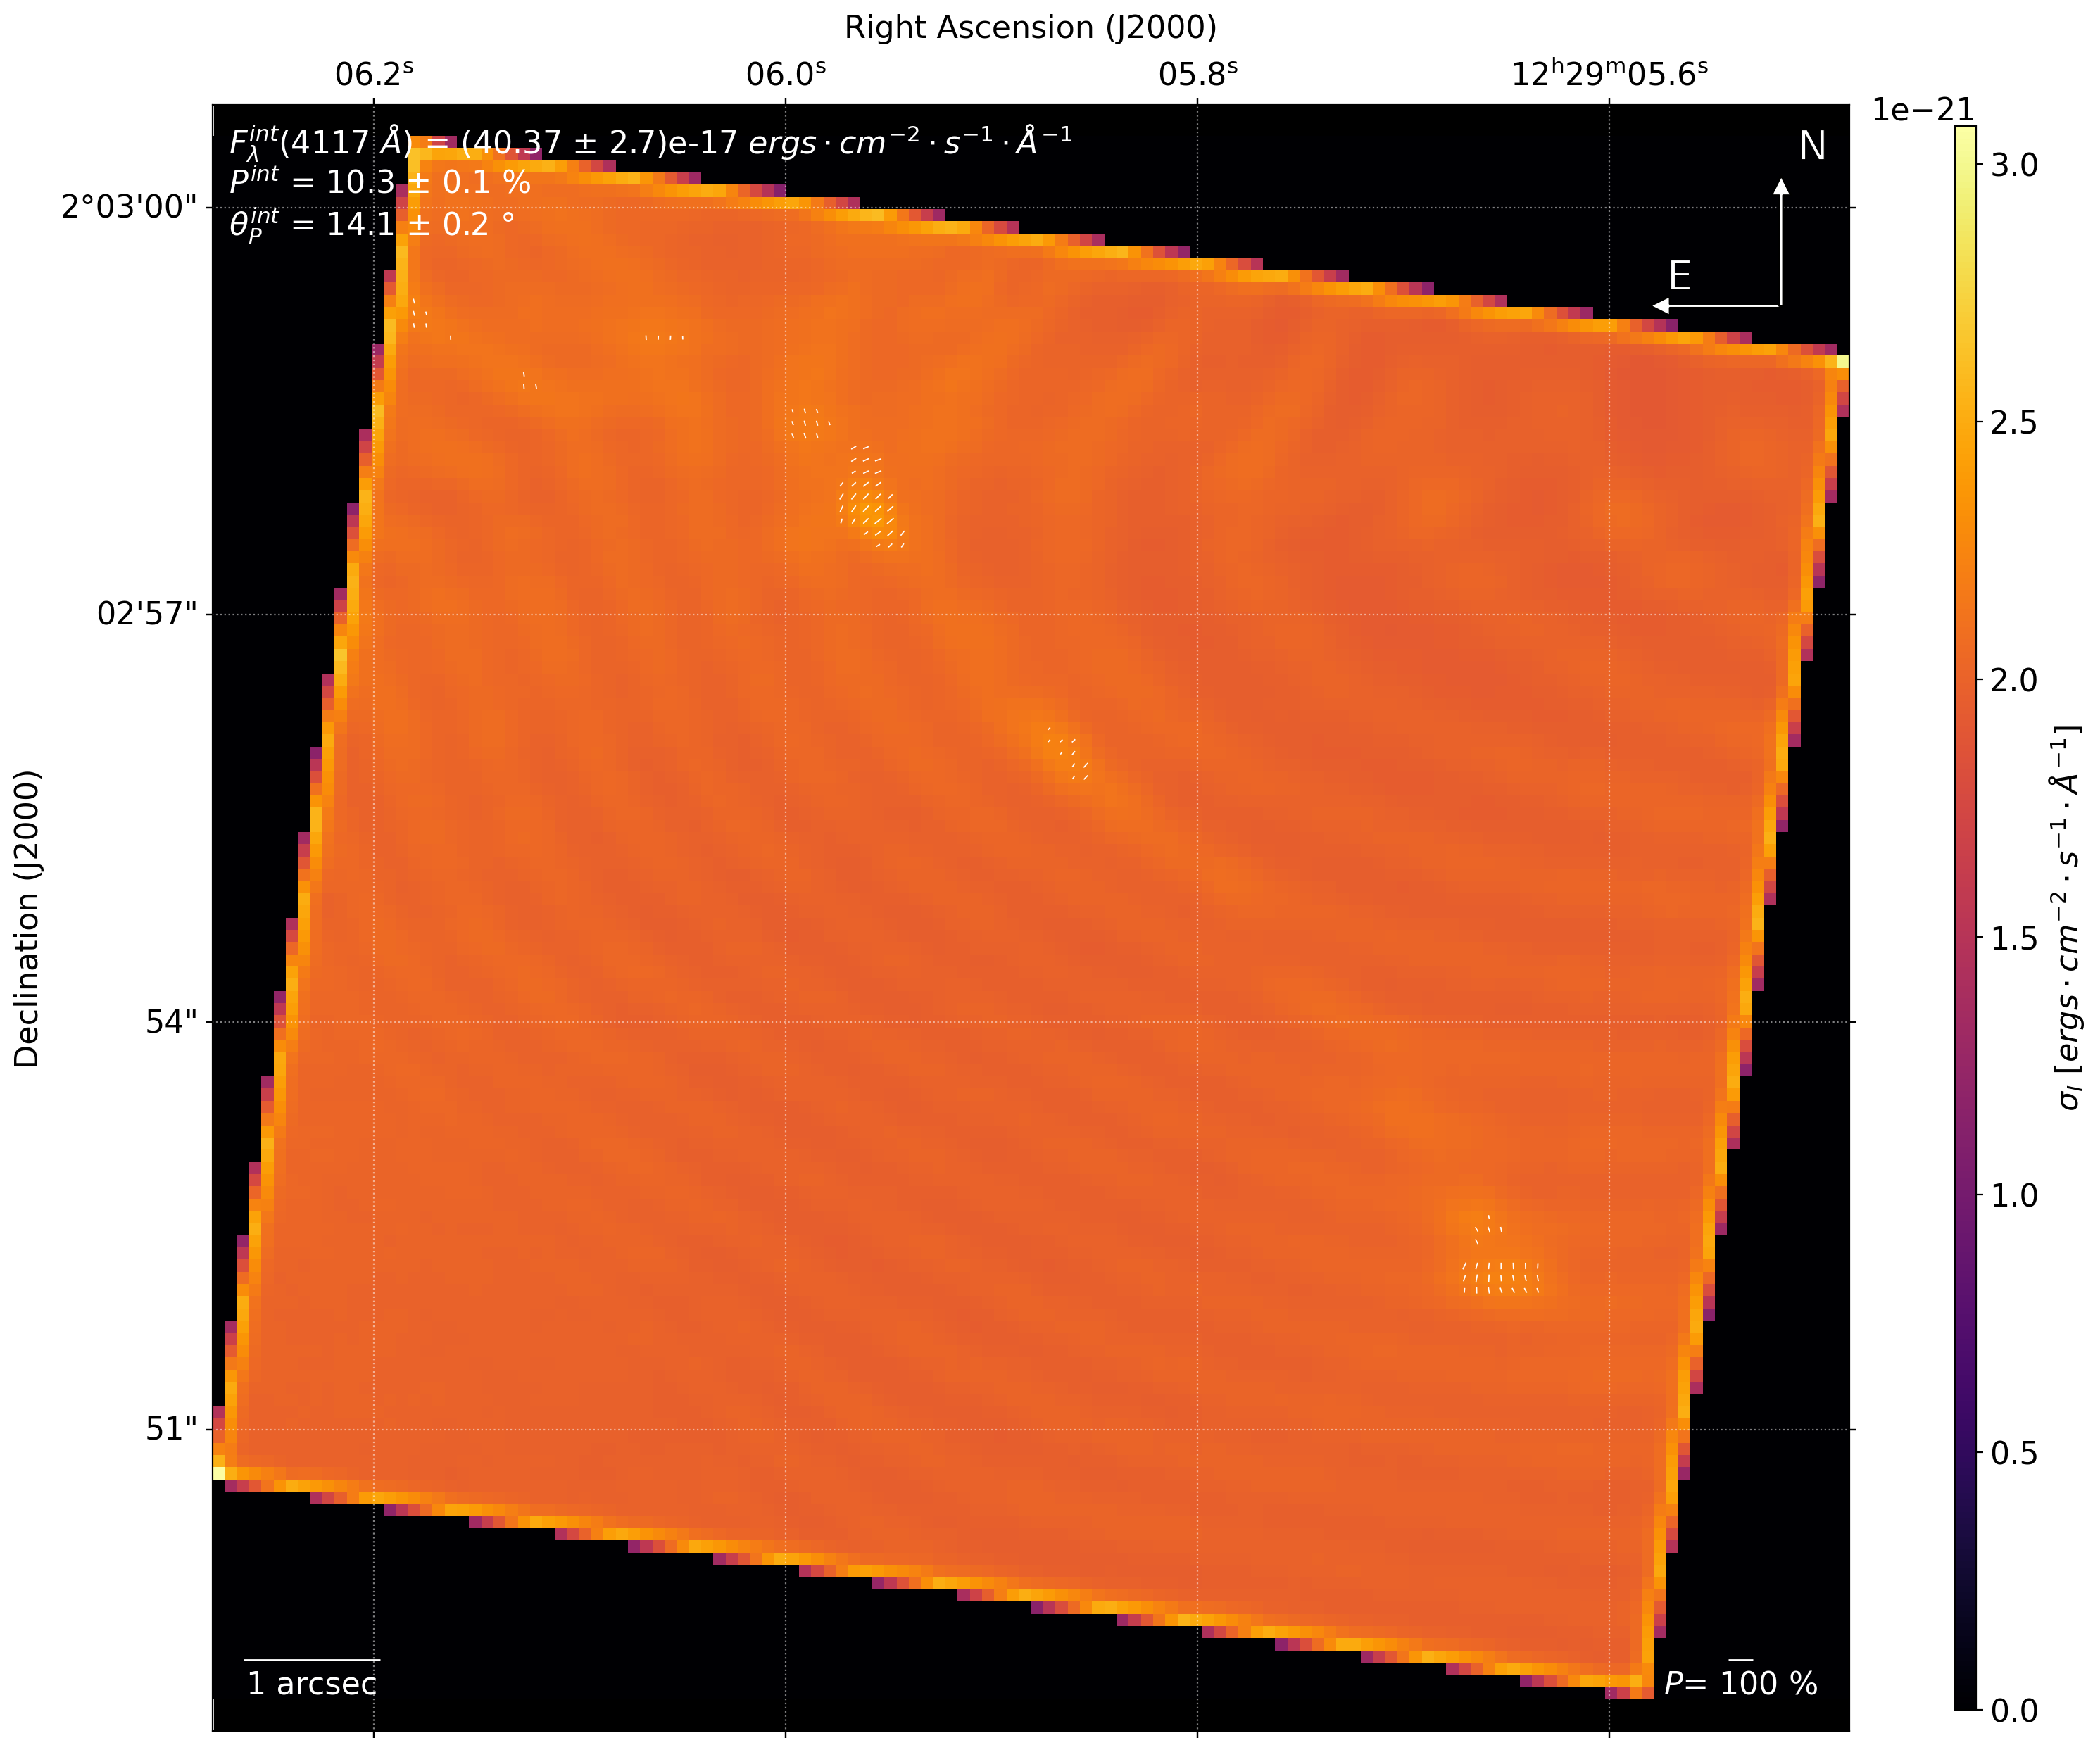 Right Ascension (J2000)
06.2ˢ 06.0ˢ 05.8ˢ 12ʰ29ᵐ05.6ˢ
1e−21
F_λ^int(4117 Å) = (40.37 ± 2.7)e-17 ergs · cm⁻² · s⁻¹ · Å⁻¹
P^int = 10.3 ± 0.1 %
θ_P^int = 14.1 ± 0.2 °
N
E
2°03'00"
02'57"
54"
51"
Declination (J2000)
3.0
2.5
2.0
1.5
1.0
0.5
0.0
σ_I [ergs · cm⁻² · s⁻¹ · Å⁻¹]
1 arcsec
P= 100 %